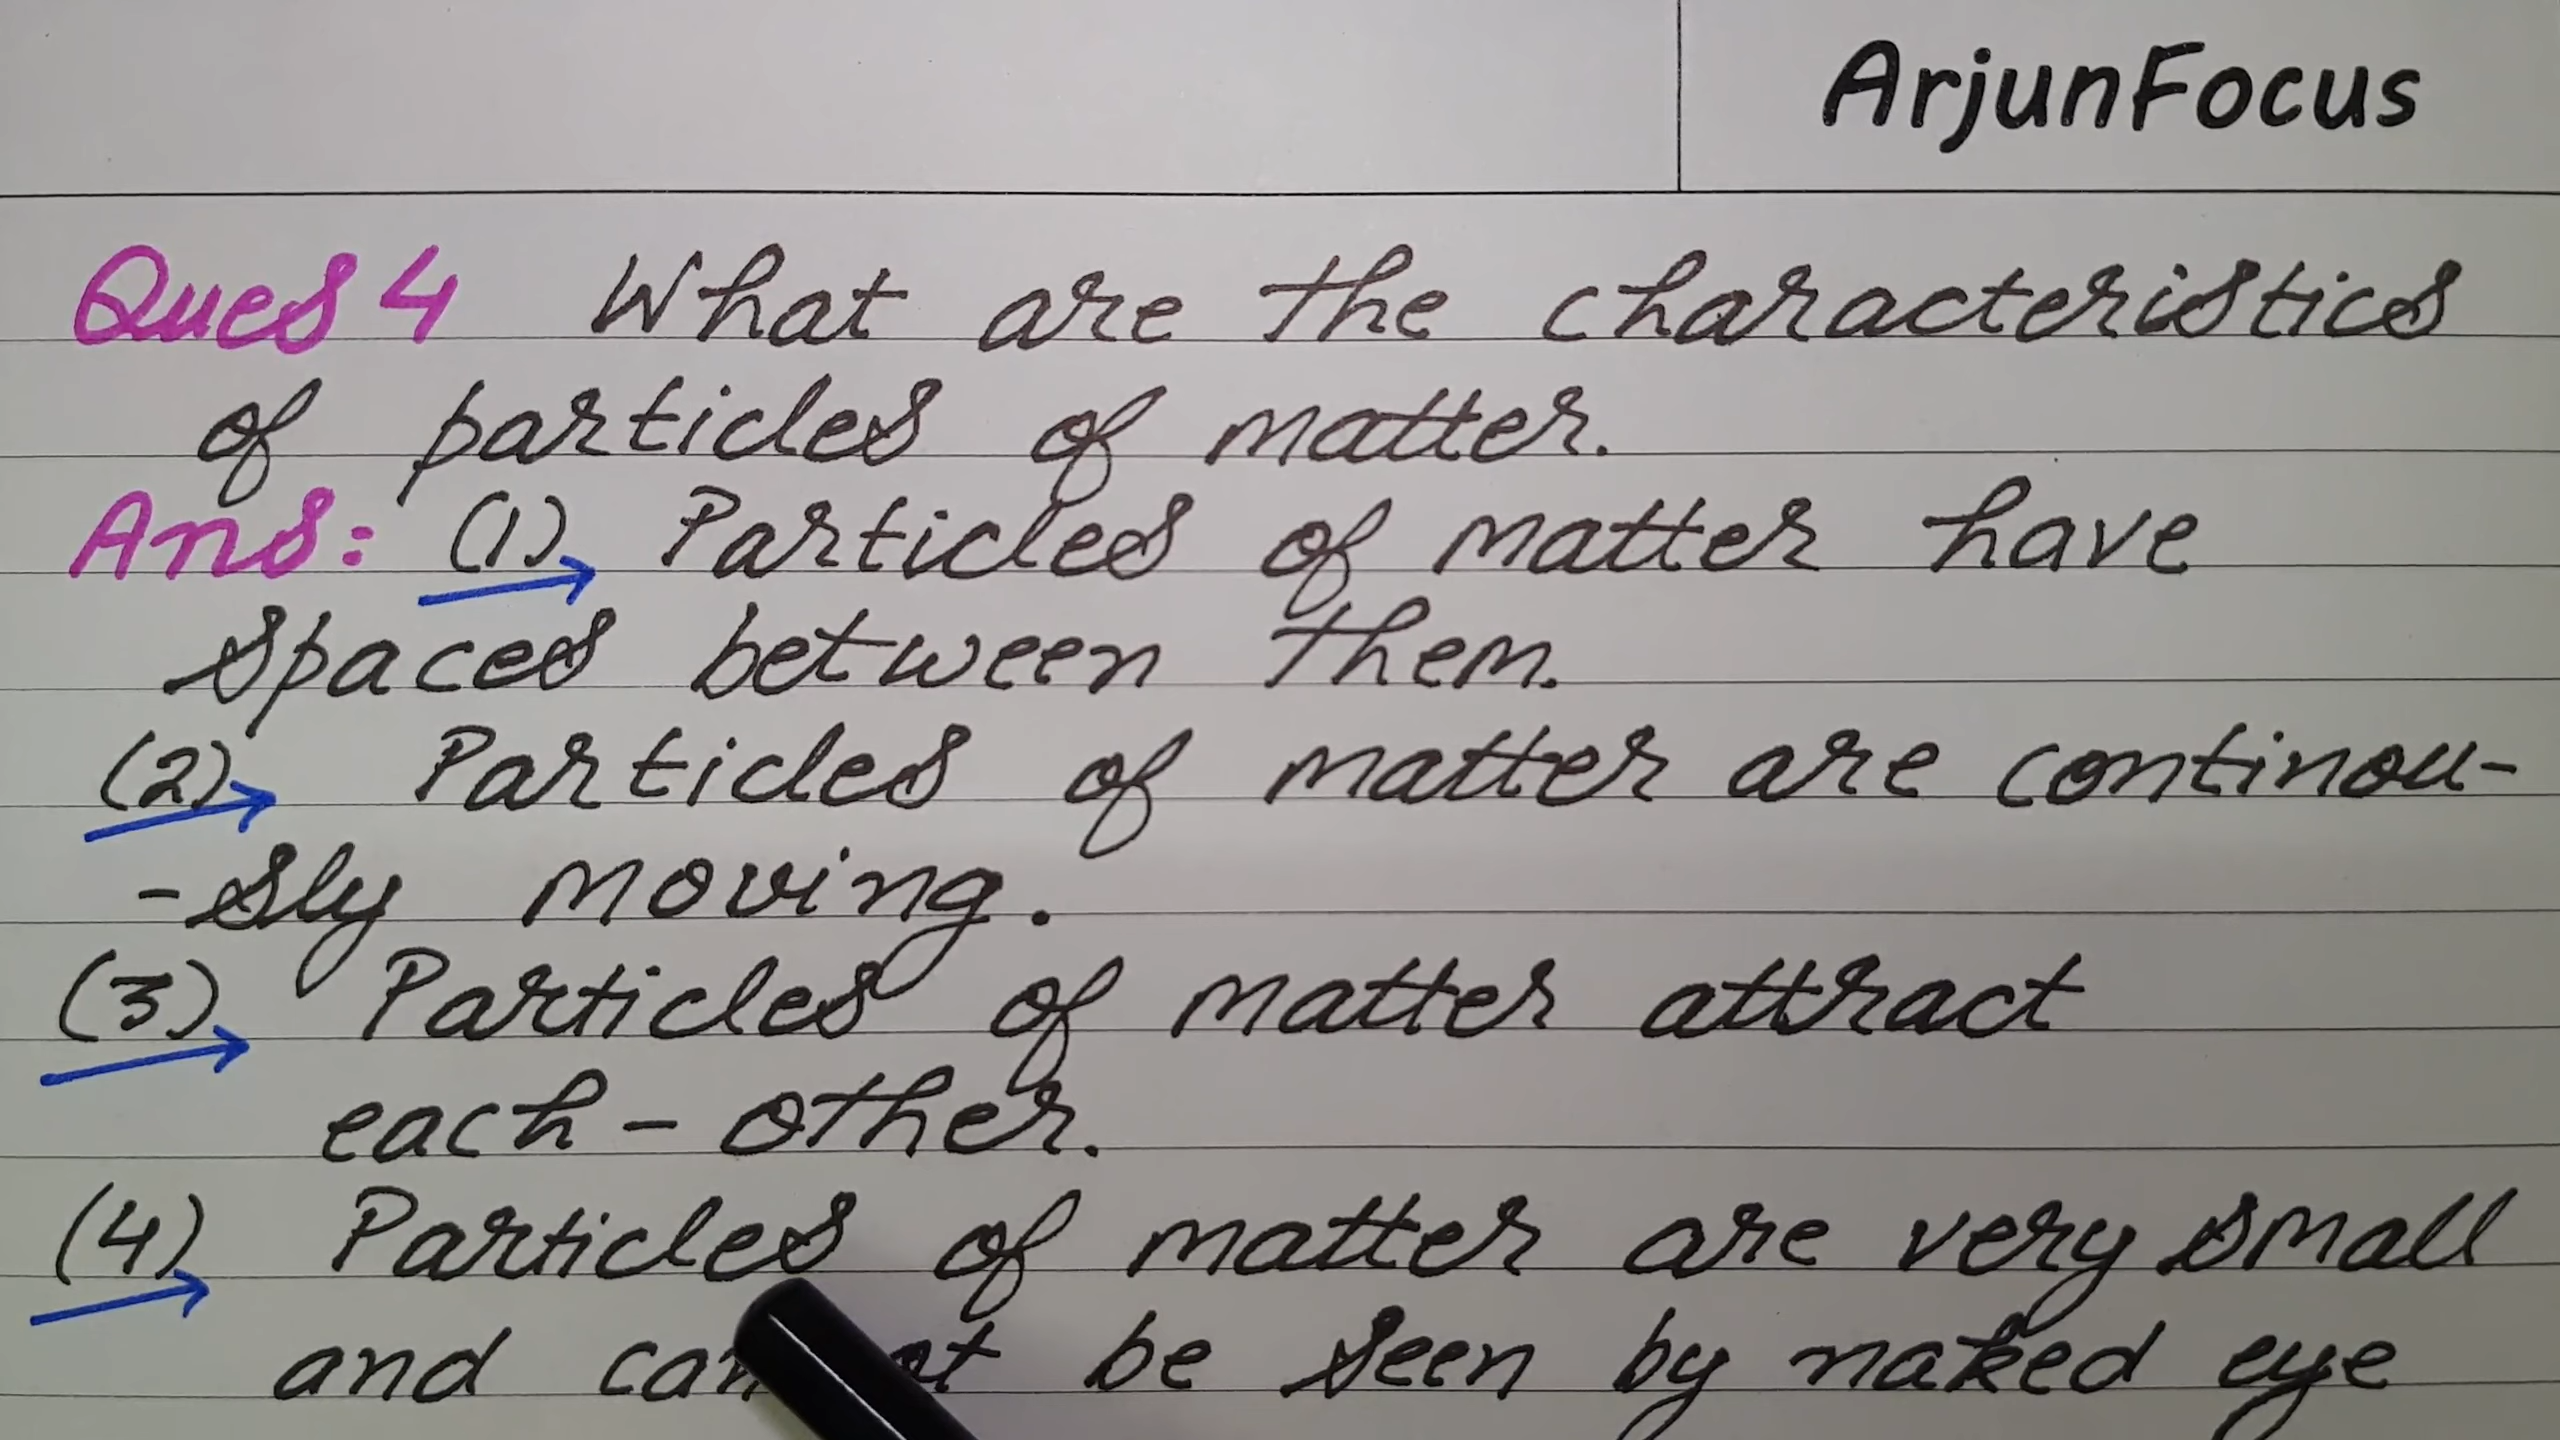 ArjunFocus
Ques 4 What are the characteristics
of particles of matter.
Ans: (1) Particles of matter have
spaces between them.
(2) Particles of matter are continou-
-sly moving.
(3) Particles of matter attract
each-other.
(4) Particles of matter are very small
and be seen by naked eye